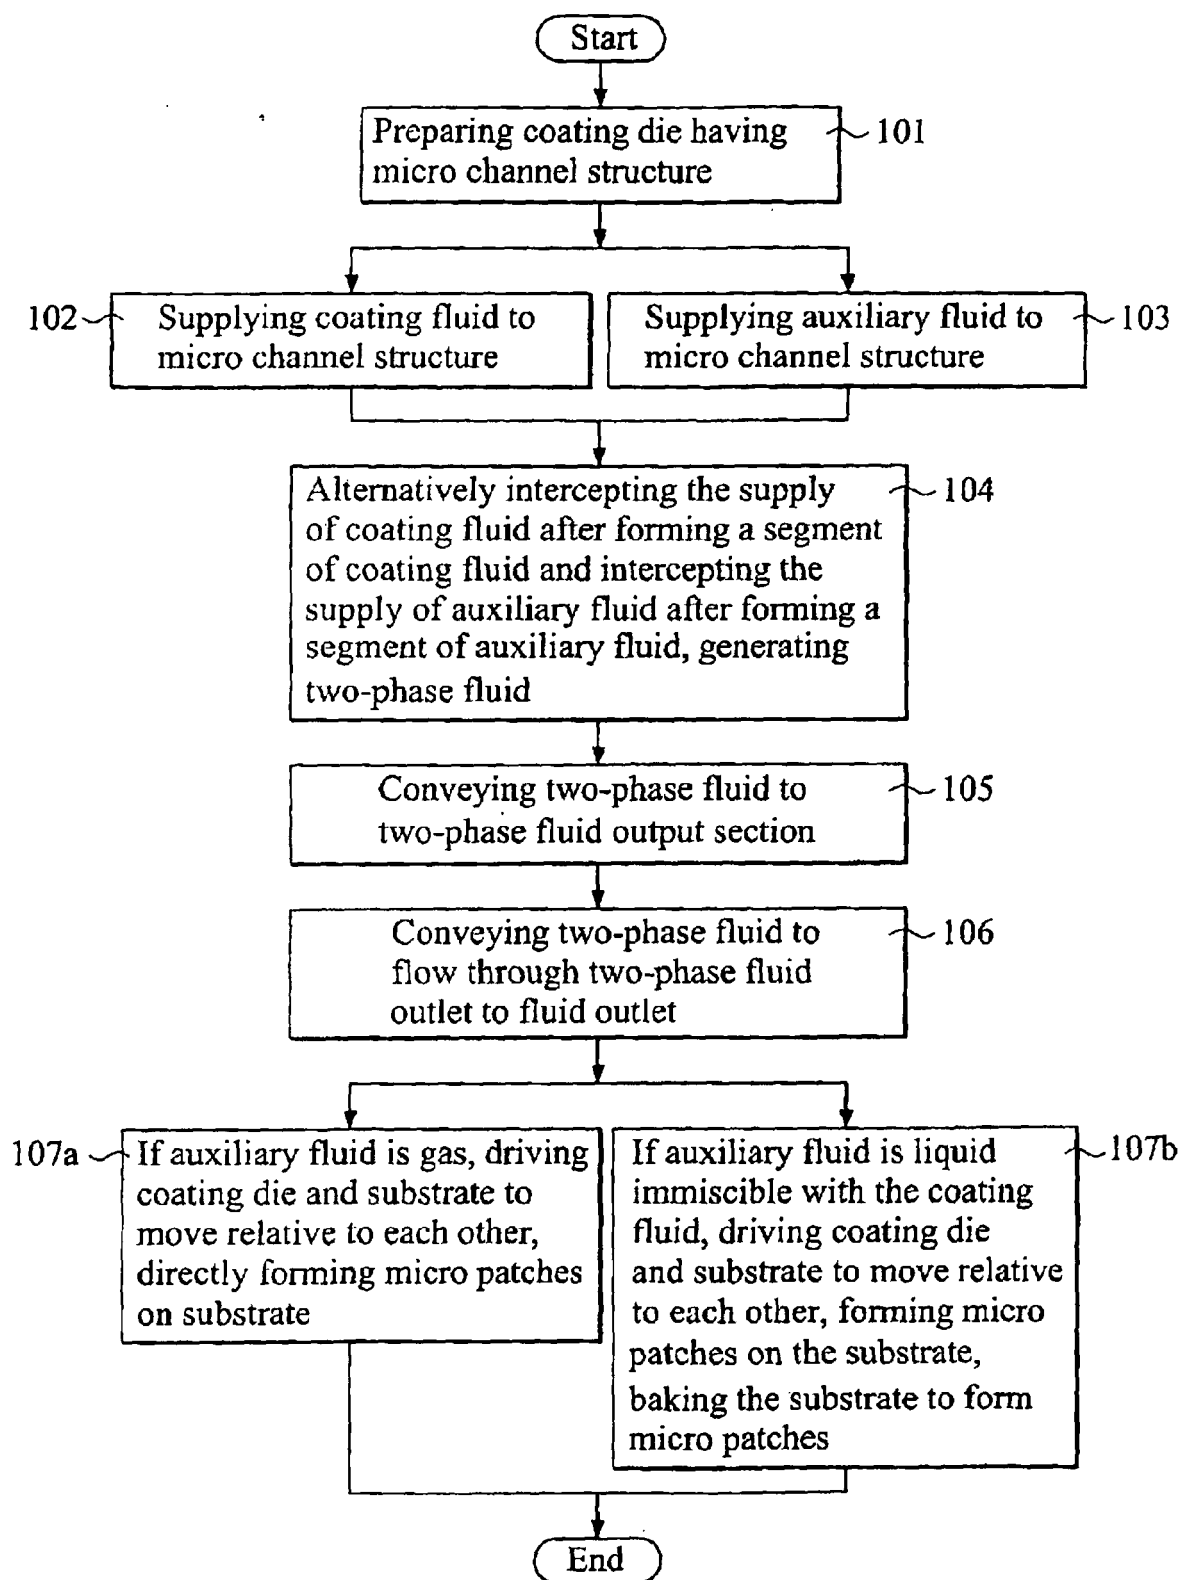 Start
Preparing coating die having
micro channel structure
101
102
Supplying coating fluid to
micro channel structure
Supplying auxiliary fluid to
micro channel structure
103
Alternatively intercepting the supply
of coating fluid after forming a segment
of coating fluid and intercepting the
supply of auxiliary fluid after forming a
segment of auxiliary fluid, generating
two-phase fluid
104
Conveying two-phase fluid to
two-phase fluid output section
105
Conveying two-phase fluid to
flow through two-phase fluid
outlet to fluid outlet
106
107a
If auxiliary fluid is gas, driving
coating die and substrate to
move relative to each other,
directly forming micro patches
on substrate
If auxiliary fluid is liquid
immiscible with the coating
fluid, driving coating die
and substrate to move relative
to each other, forming micro
patches on the substrate,
baking the substrate to form
micro patches
107b
End